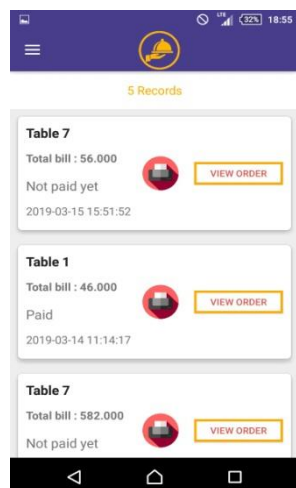 LTE 32% 18:55
5 Records
Table 7
Total bill : 56.000
Not paid yet
VIEW ORDER
2019-03-15 15:51:52
Table 1
Total bill : 46.000
Paid
VIEW ORDER
2019-03-14 11:14:17
Table 7
Total bill : 582.000
Not paid yet
VIEW ORDER